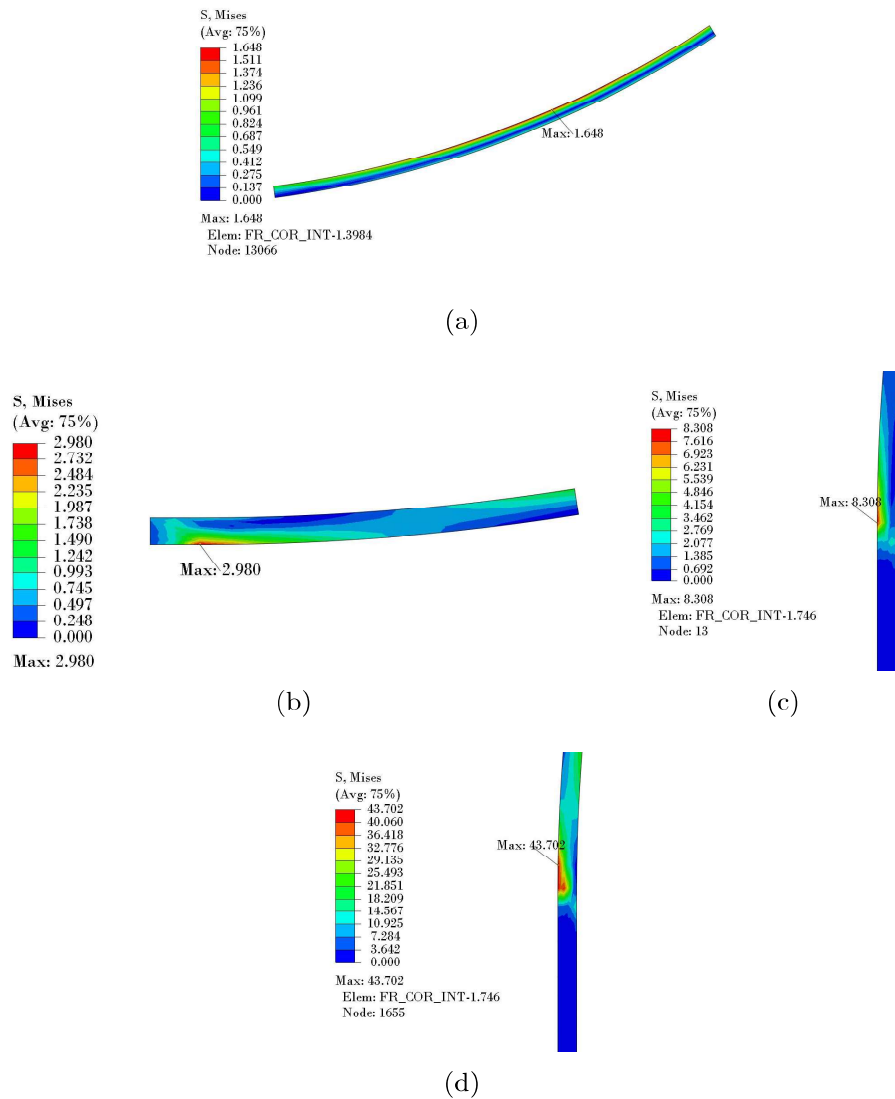 S, Mises
(Avg: 75%)
1.648
1.511
1.374
1.236
1.099
0.961
0.824
0.687
0.549
0.412
0.275
0.137
0.000
Max: 1.648
Max: 1.648
Elem: FR_COR_INT-1.3984
Node: 13066
(a)
S, Mises
(Avg: 75%)
2.980
2.732
2.484
2.235
1.987
1.738
1.490
1.242
0.993
0.745
0.497
0.248
0.000
Max: 2.980
Max: 2.980
(b)
S, Mises
(Avg: 75%)
8.308
7.616
6.923
6.231
5.539
4.846
4.154
3.462
2.769
2.077
1.385
0.692
0.000
Max: 8.308
Max: 8.308
Elem: FR_COR_INT-1.746
Node: 13
(c)
S, Mises
(Avg: 75%)
43.702
40.060
36.418
32.776
29.135
25.493
21.851
18.209
14.567
10.925
7.284
3.642
0.000
Max: 43.702
Max: 43.702
Elem: FR_COR_INT-1.746
Node: 1655
(d)